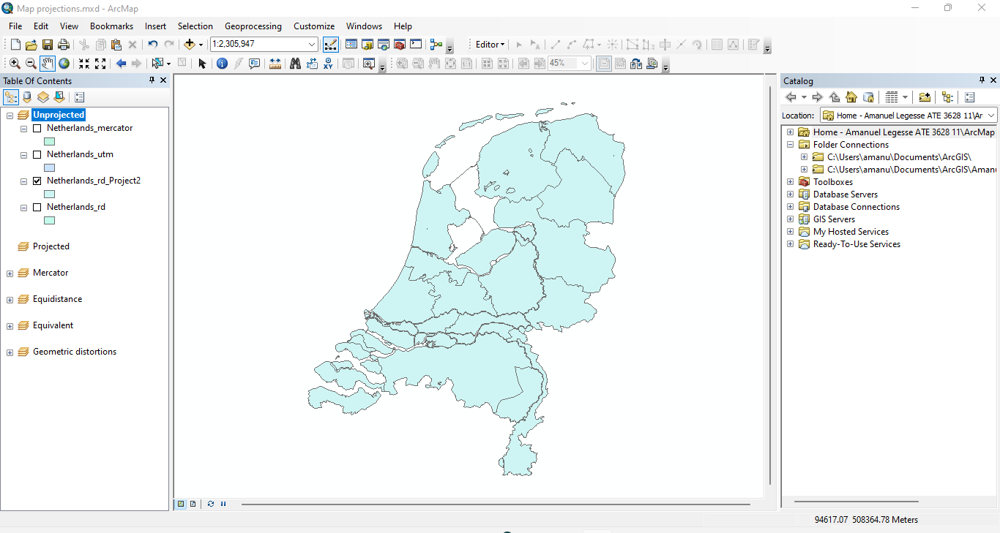 Map projections.mxd - ArcMap
File Edit View Bookmarks Insert Selection Geoprocessing Customize Windows Help
1:2,305,947
Editor
XY
45%
Table Of Contents
Unprojected
Netherlands_mercator
Netherlands_utm
Netherlands_rd_Project2
Netherlands_rd
Projected
Mercator
Equidistance
Equivalent
Geometric distortions
Catalog
Location: Home - Amanuel Legesse ATE 3628 11\Ar
Home - Amanuel Legesse ATE 3628 11\ArcMap
Folder Connections
C:\Users\amanu\Documents\ArcGIS\
C:\Users\amanu\Documents\ArcGIS\Amanu
Toolboxes
Database Servers
Database Connections
GIS Servers
My Hosted Services
Ready-To-Use Services
94617.07 508364.78 Meters